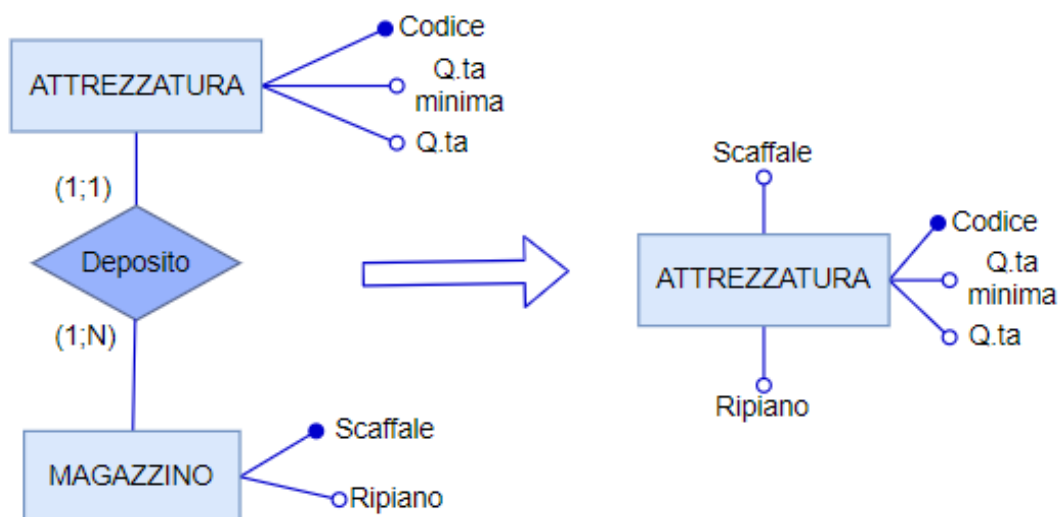 Codice
ATTREZZATURA
Q.ta
minima
Q.ta
(1;1)
Deposito
(1;N)
Scaffale
MAGAZZINO
Ripiano
Scaffale
Codice
ATTREZZATURA
Q.ta
minima
Q.ta
Ripiano